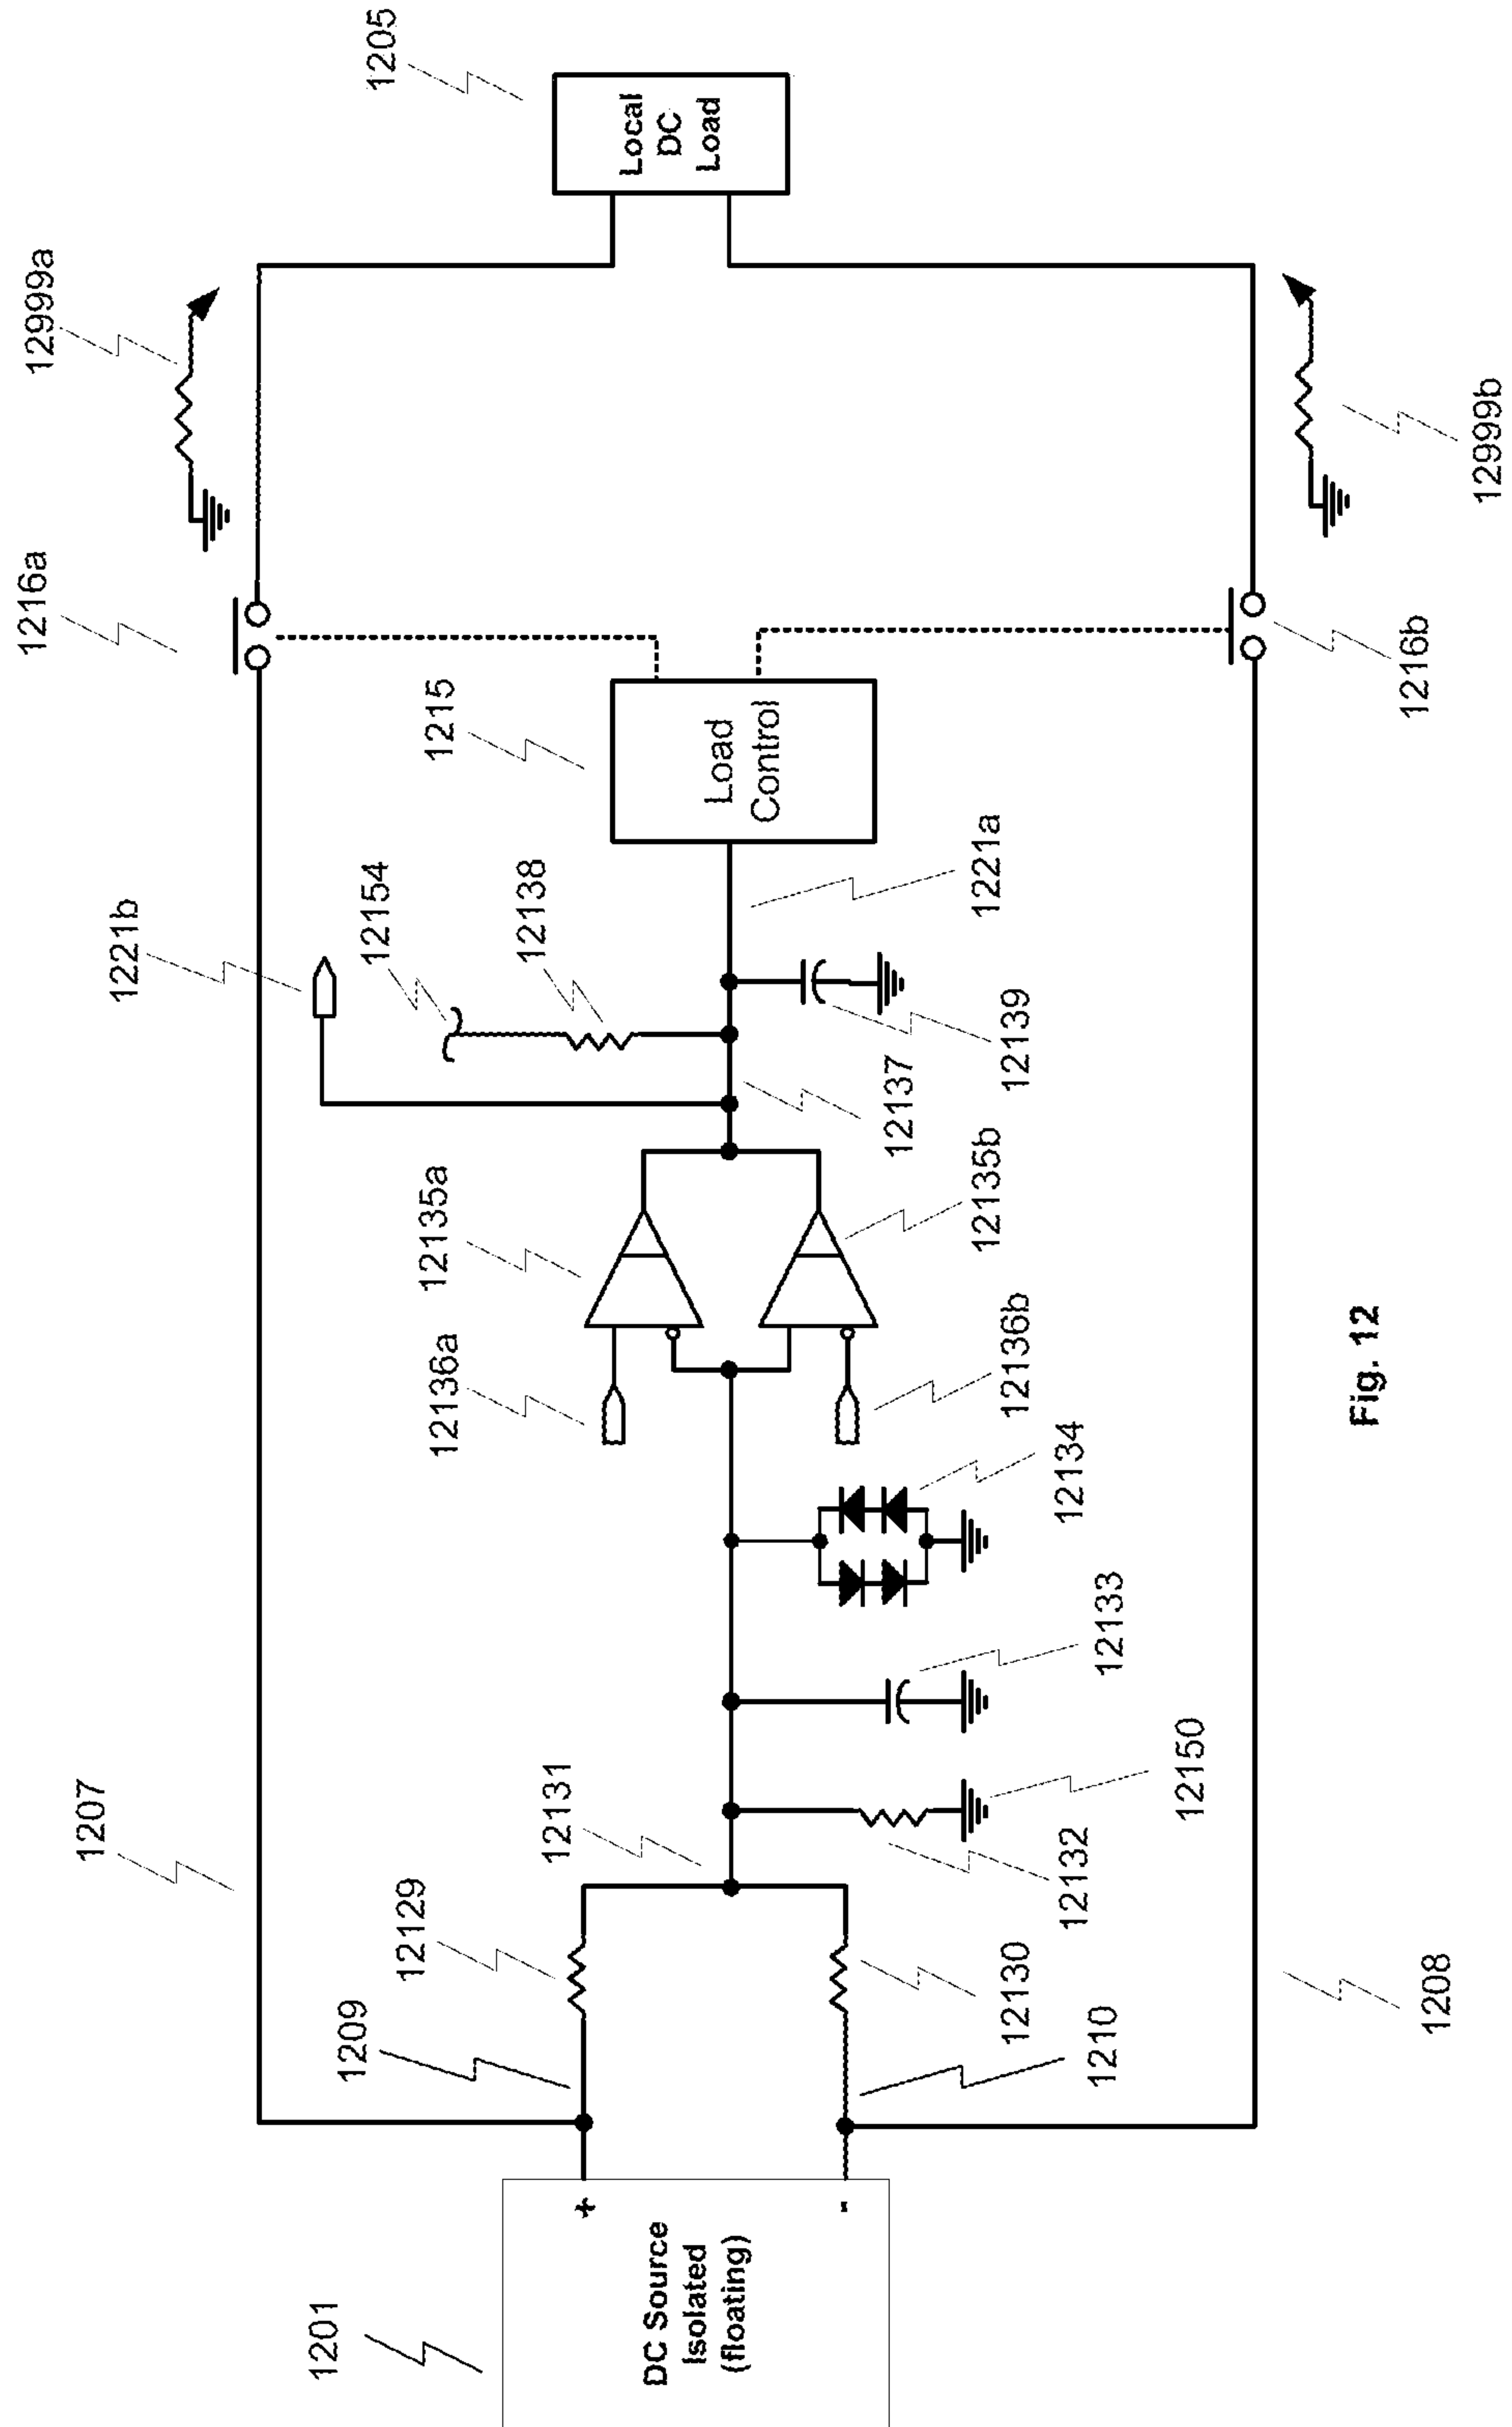 1201
DC Source
Isolated
(floating)
+
-
1209
1210
1207
1208
12129
12130
12131
12132
12150
12133
12134
12136a
12136b
12135a
12135b
12137
1221b
12154
12138
12139
1221a
1215
Load
Control
1216a
1216b
12999a
12999b
1205
Local
DC
Load
Fig. 12